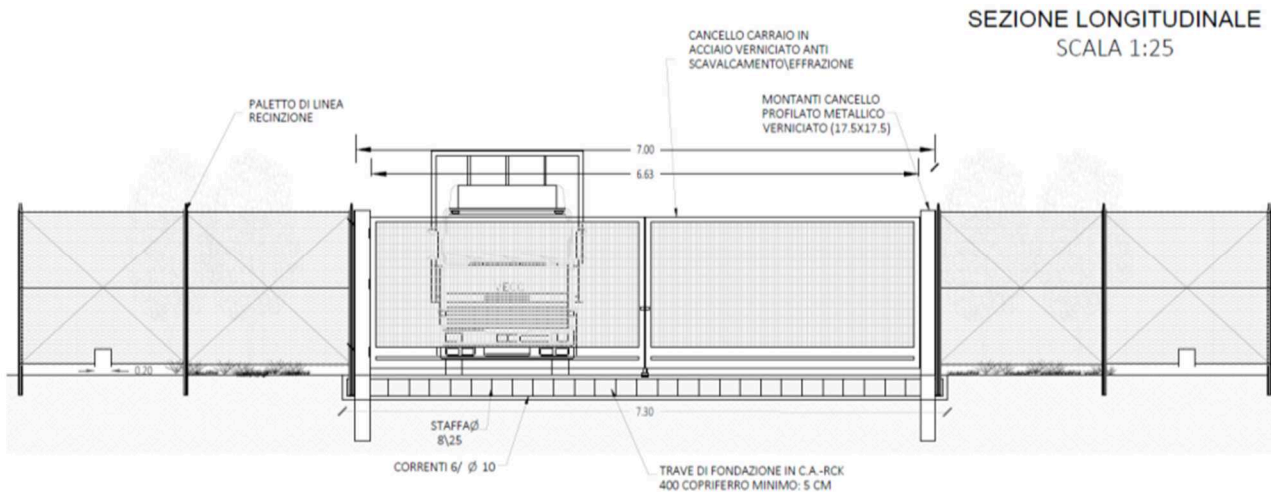 SEZIONE LONGITUDINALE
SCALA 1:25
CANCELLO CARRAIO IN
ACCIAIO VERNICIATO ANTI
SCAVALCAMENTO\EFFRAZIONE
PALETTO DI LINEA
RECINZIONE
MONTANTI CANCELLO
PROFILATO METALLICO
VERNICIATO (17.5X17.5)
7.00
6.63
0.20
7.30
STAFFAØ
8\25
CORRENTI 6/ Ø 10
TRAVE DI FONDAZIONE IN C.A.-RCK
400 COPRIFERRO MINIMO: 5 CM